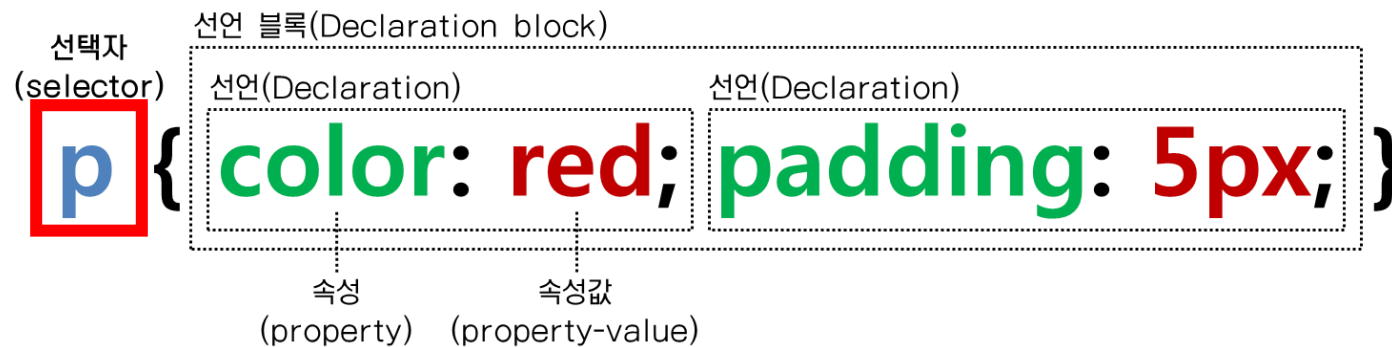 선언 블록(Declaration block)
선택자
(selector)
선언(Declaration) 선언(Declaration)
p { color: red; padding: 5px; }
속성 속성값
(property) (property-value)